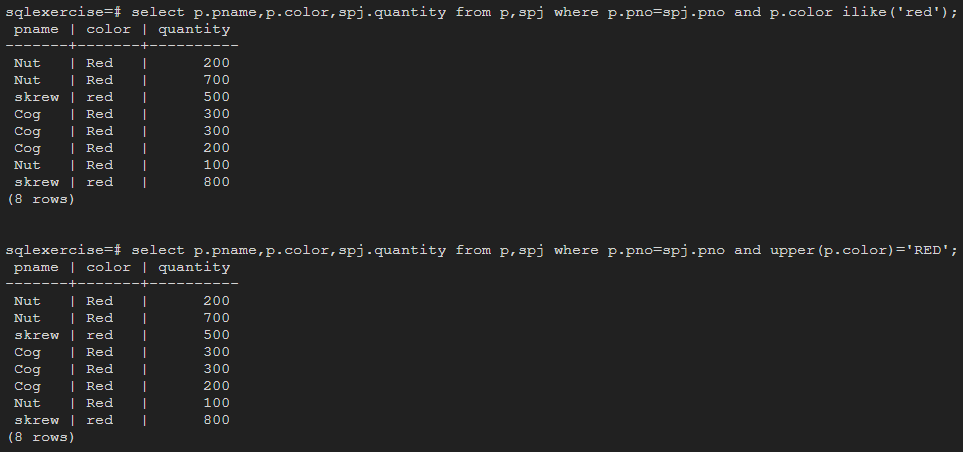 sqlexercise=# select p.pname,p.color,spj.quantity from p,spj where p.pno=spj.pno and p.color ilike('red');
 pname | color | quantity
-------+-------+----------
 Nut   | Red   |      200
 Nut   | Red   |      700
 skrew | red   |      500
 Cog   | Red   |      300
 Cog   | Red   |      300
 Cog   | Red   |      200
 Nut   | Red   |      100
 skrew | red   |      800
(8 rows)

sqlexercise=# select p.pname,p.color,spj.quantity from p,spj where p.pno=spj.pno and upper(p.color)='RED';
 pname | color | quantity
-------+-------+----------
 Nut   | Red   |      200
 Nut   | Red   |      700
 skrew | red   |      500
 Cog   | Red   |      300
 Cog   | Red   |      300
 Cog   | Red   |      200
 Nut   | Red   |      100
 skrew | red   |      800
(8 rows)